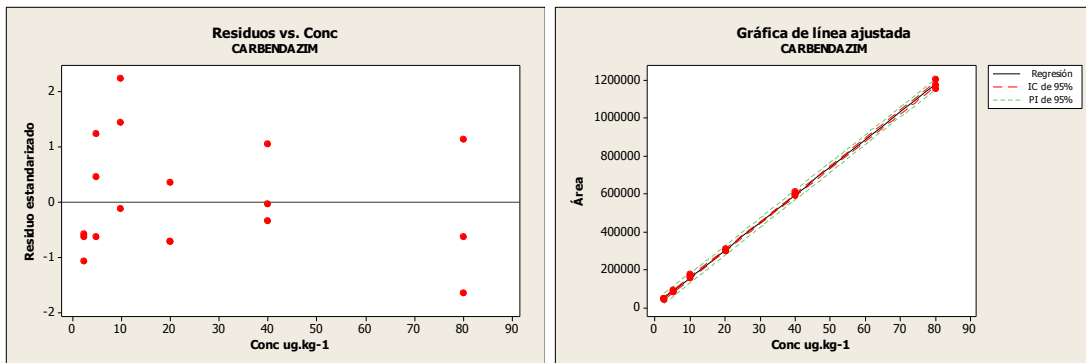 Residuos vs. Conc
CARBENDAZIM
Residuo estandarizado
2
1
0
-1
-2
0 10 20 30 40 50 60 70 80 90
Conc ug.kg-1
Gráfica de línea ajustada
CARBENDAZIM
Área
1200000
1000000
800000
600000
400000
200000
0
0 10 20 30 40 50 60 70 80 90
Conc ug.kg-1
Regresión
IC de 95%
PI de 95%